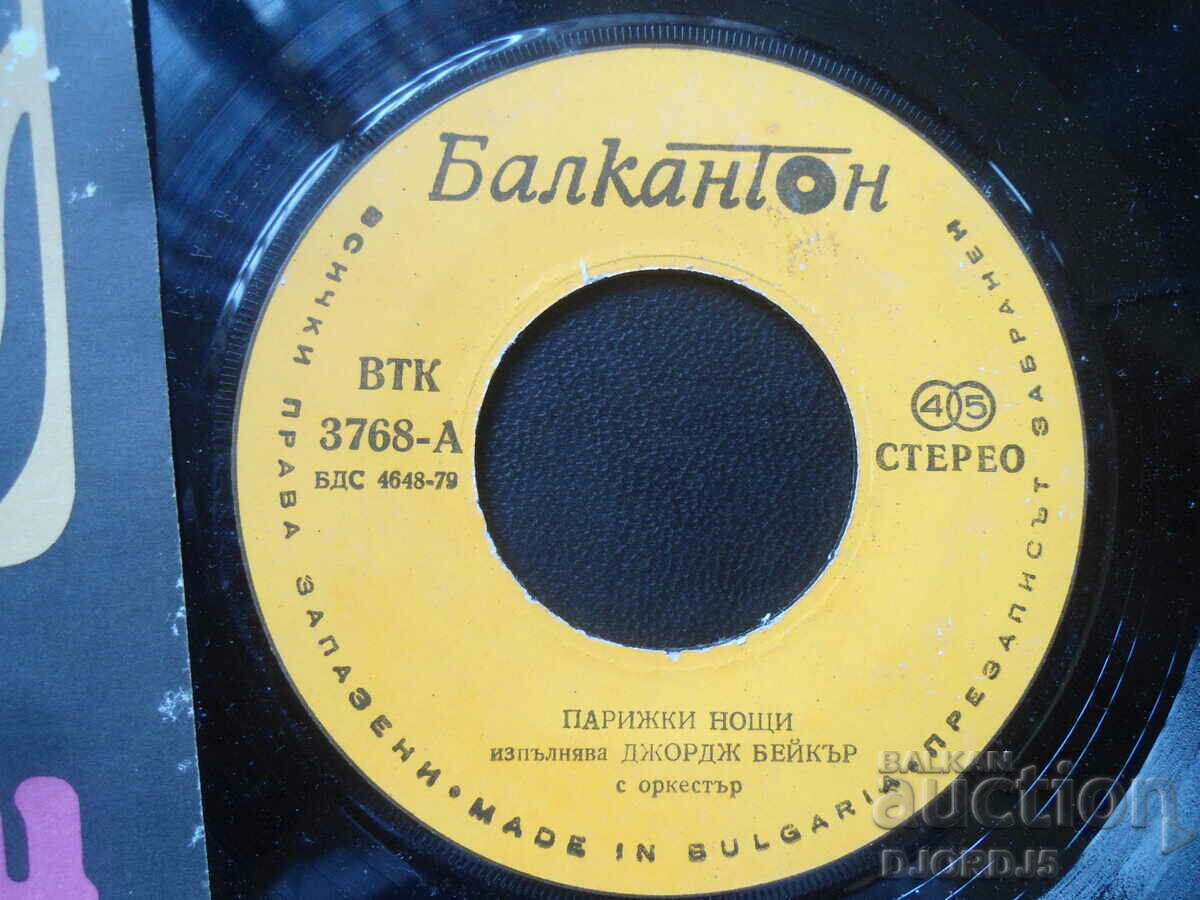 Балкантон
ВСИЧКИ ПРАВА ЗАПАЗЕНИ • MADE IN BULGARIA • ПРЕЗАПИСЪТ ЗАБРАНЕН
ВТК
3768-А
БДС 4648-79
45
СТЕРЕО
ПАРИЖКИ НОЩИ
изпълнява ДЖОРДЖ БЕЙКЪР
с оркестър
BALKAN
auction
DJORDJ5